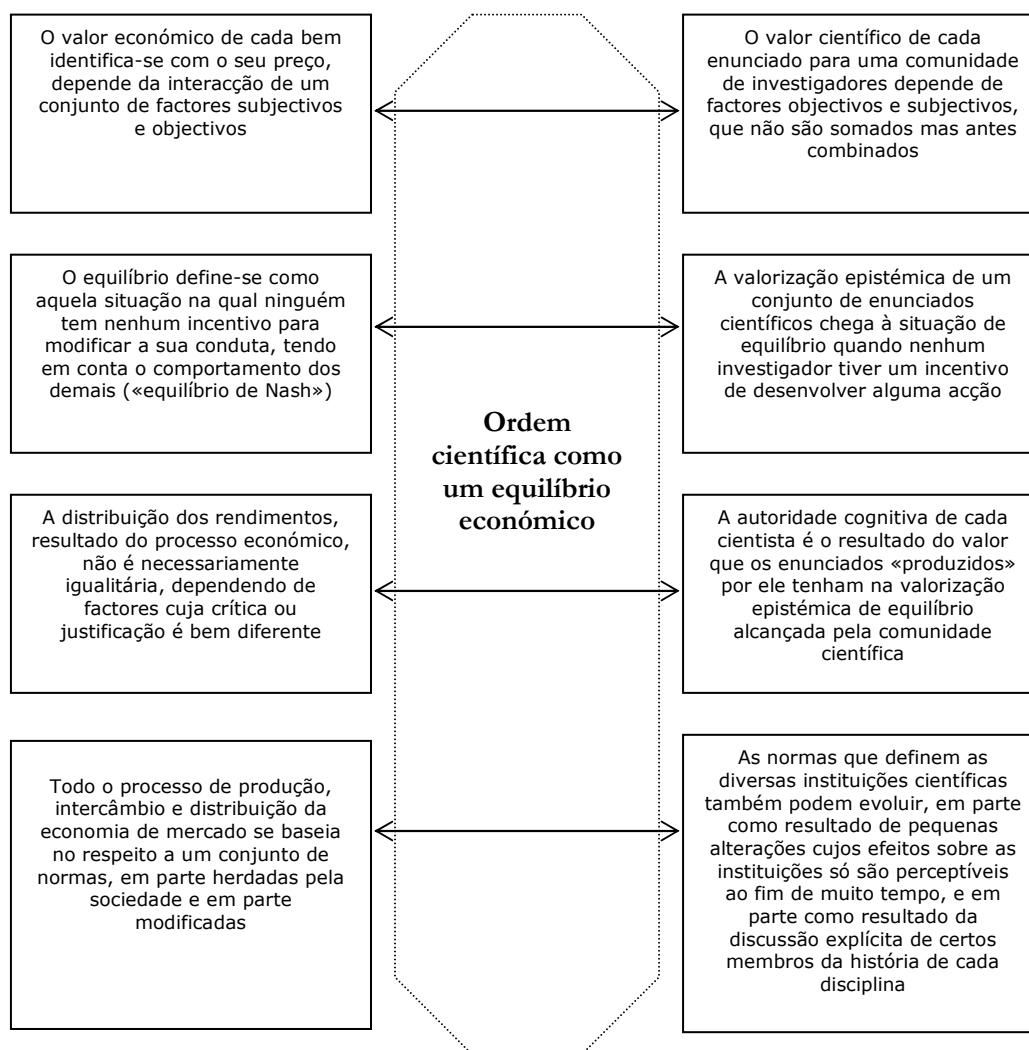 O valor económico de cada bem
identifica-se com o seu preço,
depende da interacção de um
conjunto de factores subjectivos
e objectivos
O valor científico de cada
enunciado para uma comunidade
de investigadores depende de
factores objectivos e subjectivos,
que não são somados mas antes
combinados
O equilíbrio define-se como
aquela situação na qual ninguém
tem nenhum incentivo para
modificar a sua conduta, tendo
em conta o comportamento dos
demais («equilíbrio de Nash»)
A valorização epistémica de um
conjunto de enunciados
científicos chega à situação de
equilíbrio quando nenhum
investigador tiver um incentivo
de desenvolver alguma acção
Ordem
científica como
um equilíbrio
económico
A distribuição dos rendimentos,
resultado do processo económico,
não é necessariamente
igualitária, dependendo de
factores cuja crítica ou
justificação é bem diferente
A autoridade cognitiva de cada
cientista é o resultado do valor
que os enunciados «produzidos»
por ele tenham na valorização
epistémica de equilíbrio
alcançada pela comunidade
científica
Todo o processo de produção,
intercâmbio e distribuição da
economia de mercado se baseia
no respeito a um conjunto de
normas, em parte herdadas pela
sociedade e em parte
modificadas
As normas que definem as
diversas instituições científicas
também podem evoluir, em parte
como resultado de pequenas
alterações cujos efeitos sobre as
instituições só são perceptíveis
ao fim de muito tempo, e em
parte como resultado da
discussão explícita de certos
membros da história de cada
disciplina